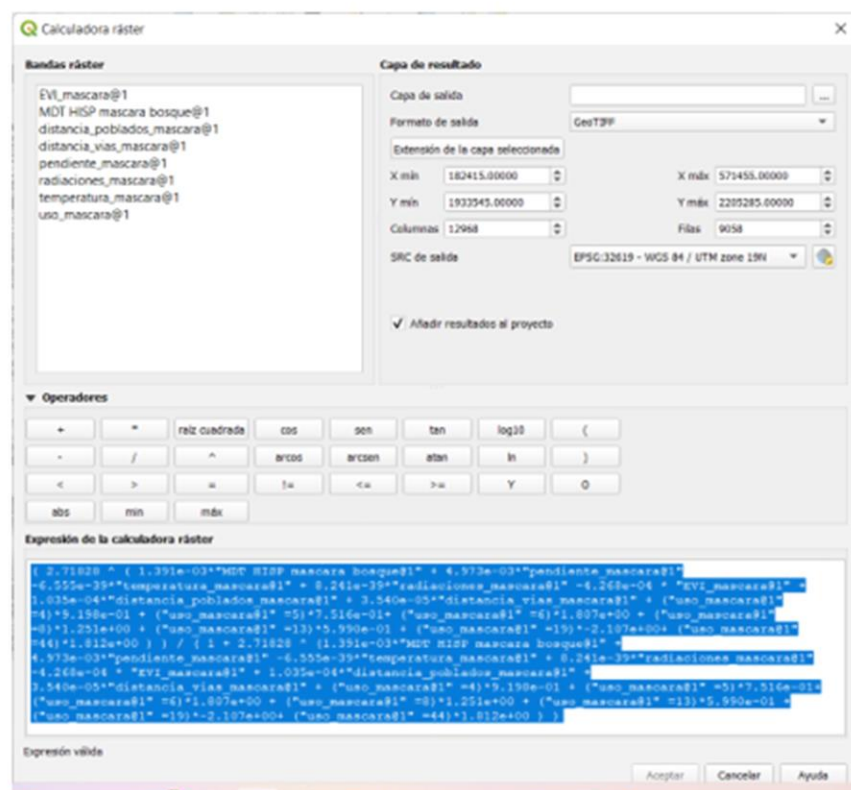 Calculadora ráster
Bandas ráster
EVI_mascara@1
MDT HISP mascara bosque@1
distancia_poblados_mascara@1
distancia_vias_mascara@1
pendiente_mascara@1
radiaciones_mascara@1
temperatura_mascara@1
uso_mascara@1
Capa de resultado
Capa de salida ...
Formato de salida GeoTIFF
Extensión de la capa seleccionada
X mín 182415.00000 X máx 571455.00000
Y mín 1933545.00000 Y máx 2205285.00000
Columnas 12968 Filas 9058
SRC de salida EPSG:32619 - WGS 84 / UTM zone 19N
Añadir resultados al proyecto
Operadores
+ * raíz cuadrada cos sen tan log10 (
- / ^ arcos arcsen atan ln )
< > = != <= >= Y O
abs min máx
Expresión de la calculadora ráster
( 2.71828 ^ ( 1.391e-03*"MDT HISP mascara bosque@1" + 4.973e-03*"pendiente_mascara@1"
-6.555e-39*"temperatura_mascara@1" + 8.241e-39*"radiaciones_mascara@1" -4.268e-04 * "EVI_mascara@1" +
1.035e-04*"distancia_poblados_mascara@1" + 3.540e-05*"distancia_vias_mascara@1" + ("uso_mascara@1"
=4)*9.198e-01 + ("uso_mascara@1" =5)*7.516e-01+ ("uso_mascara@1" =6)*1.807e+00 + ("uso_mascara@1"
=8)*1.251e+00 + ("uso_mascara@1" =13)*5.990e-01 + ("uso_mascara@1" =19)*-2.107e+00+ ("uso_mascara@1"
=44)*1.812e+00 ) ) / ( 1 + 2.71828 ^ (1.391e-03*"MDT HISP mascara bosque@1" +
4.973e-03*"pendiente_mascara@1" -6.555e-39*"temperatura_mascara@1" + 8.241e-39*"radiaciones_mascara@1"
-4.268e-04 * "EVI_mascara@1" + 1.035e-04*"distancia_poblados_mascara@1" +
3.540e-05*"distancia_vias_mascara@1" + ("uso_mascara@1" =4)*9.198e-01 + ("uso_mascara@1" =5)*7.516e-01+
("uso_mascara@1" =6)*1.807e+00 + ("uso_mascara@1" =8)*1.251e+00 + ("uso_mascara@1" =13)*5.990e-01 +
("uso_mascara@1" =19)*-2.107e+00+ ("uso_mascara@1" =44)*1.812e+00 ) )
Expresión válida
Aceptar Cancelar Ayuda